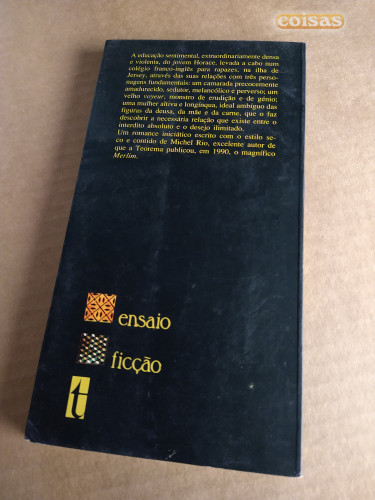 coisas
A educação sentimental, extraordinariamente densa
e violenta, do jovem Horace, levada a cabo num
colégio franco-inglês para rapazes, na ilha de
Jersey, através das suas relações com três perso-
nagens fundamentais: um camarada precocemente
amadurecido, sedutor, melancólico e perverso; um
velho voyeur, monstro de erudição e de génio;
uma mulher altiva e longínqua, ideal ambíguo das
figuras da deusa, da mãe e da carne, que o faz
descobrir a necessária relação que existe entre o
interdito absoluto e o desejo ilimitado.
Um romance iniciático escrito com o estilo se-
co e contido de Michel Rio, excelente autor de
que a Teorema publicou, em 1990, o magnífico
Merlim.
ensaio
ficção
t